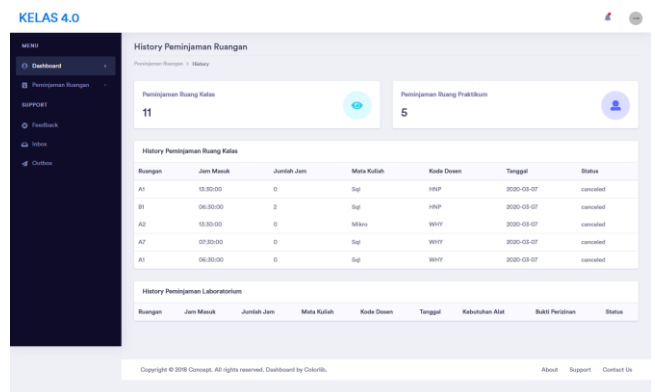 KELAS 4.0
MENU
Dashboard
Peminjaman Ruangan
SUPPORT
Feedback
Inbox
Outbox
History Peminjaman Ruangan
Peminjaman Ruangan > History
Peminjaman Ruang Kelas
11
Peminjaman Ruang Praktikum
5
History Peminjaman Ruang Kelas
Ruangan Jam Masuk Jumlah Jam Mata Kuliah Kode Dosen Tanggal Status
A1 13:30:00 0 Sql HNP 2020-03-07 canceled
B1 06:30:00 2 Sql HNP 2020-03-07 canceled
A2 13:30:00 0 Mikro WHY 2020-03-07 canceled
A7 07:30:00 0 Sql WHY 2020-03-07 canceled
A1 06:30:00 0 Sql WHY 2020-03-07 canceled
History Peminjaman Laboratorium
Ruangan Jam Masuk Jumlah Jam Mata Kuliah Kode Dosen Tanggal Kebutuhan Alat Bukti Perizinan Status
Copyright © 2018 Concept. All rights reserved. Dashboard by Colorlib.
About Support Contact Us